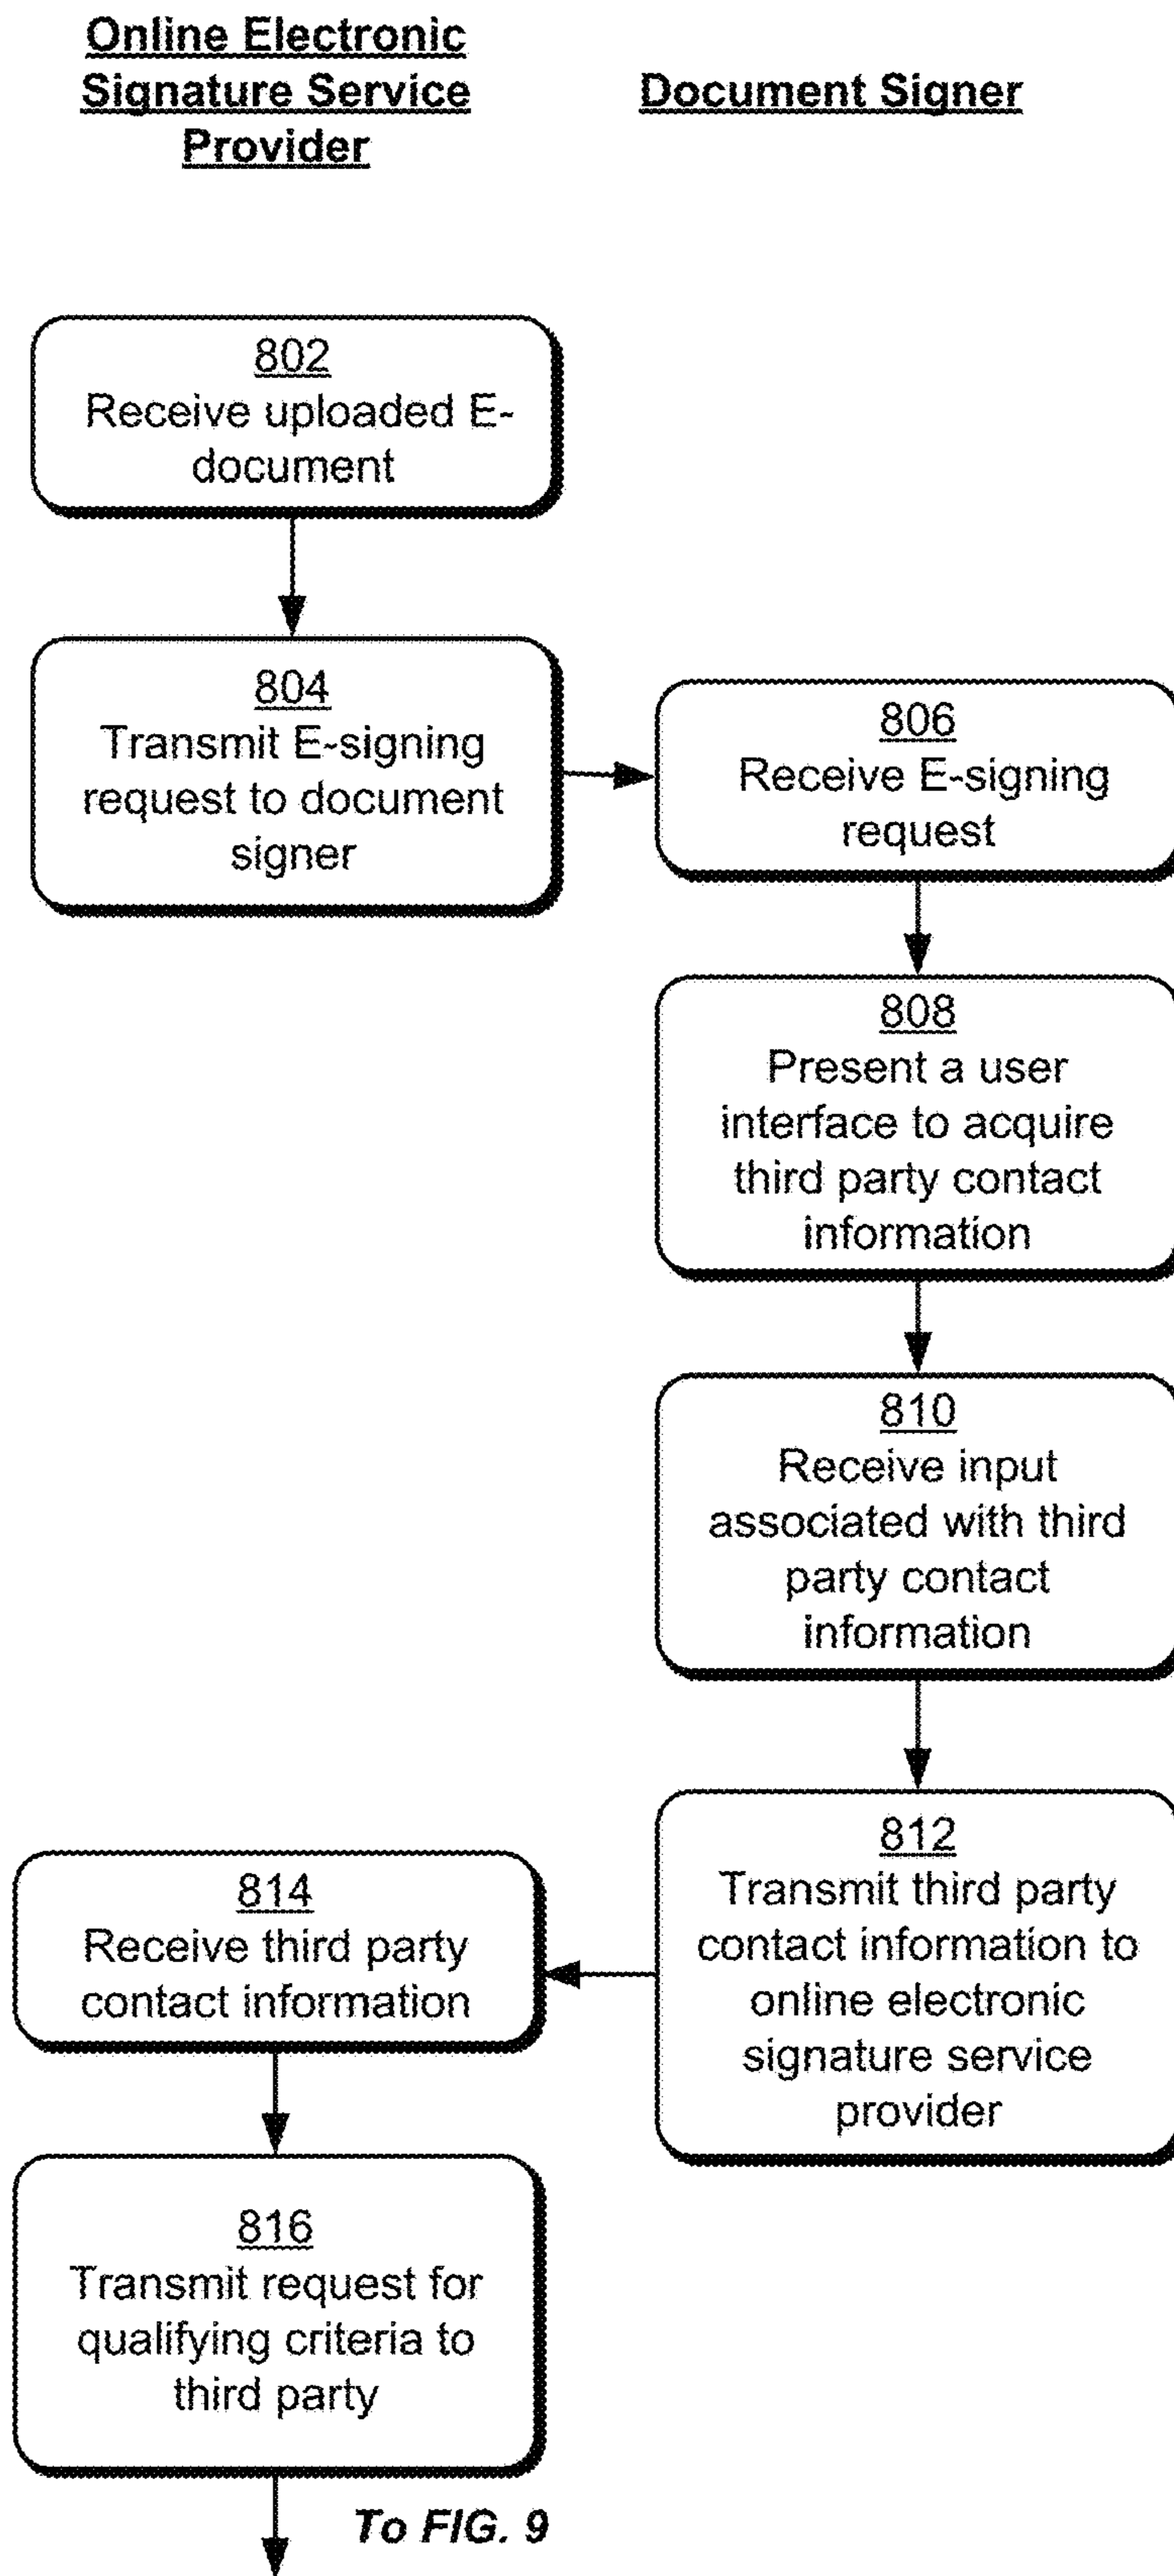 Online Electronic
Signature Service
Provider
Document Signer
802
Receive uploaded E-
document
804
Transmit E-signing
request to document
signer
806
Receive E-signing
request
808
Present a user
interface to acquire
third party contact
information
810
Receive input
associated with third
party contact
information
812
Transmit third party
contact information to
online electronic
signature service
provider
814
Receive third party
contact information
816
Transmit request for
qualifying criteria to
third party
To FIG. 9